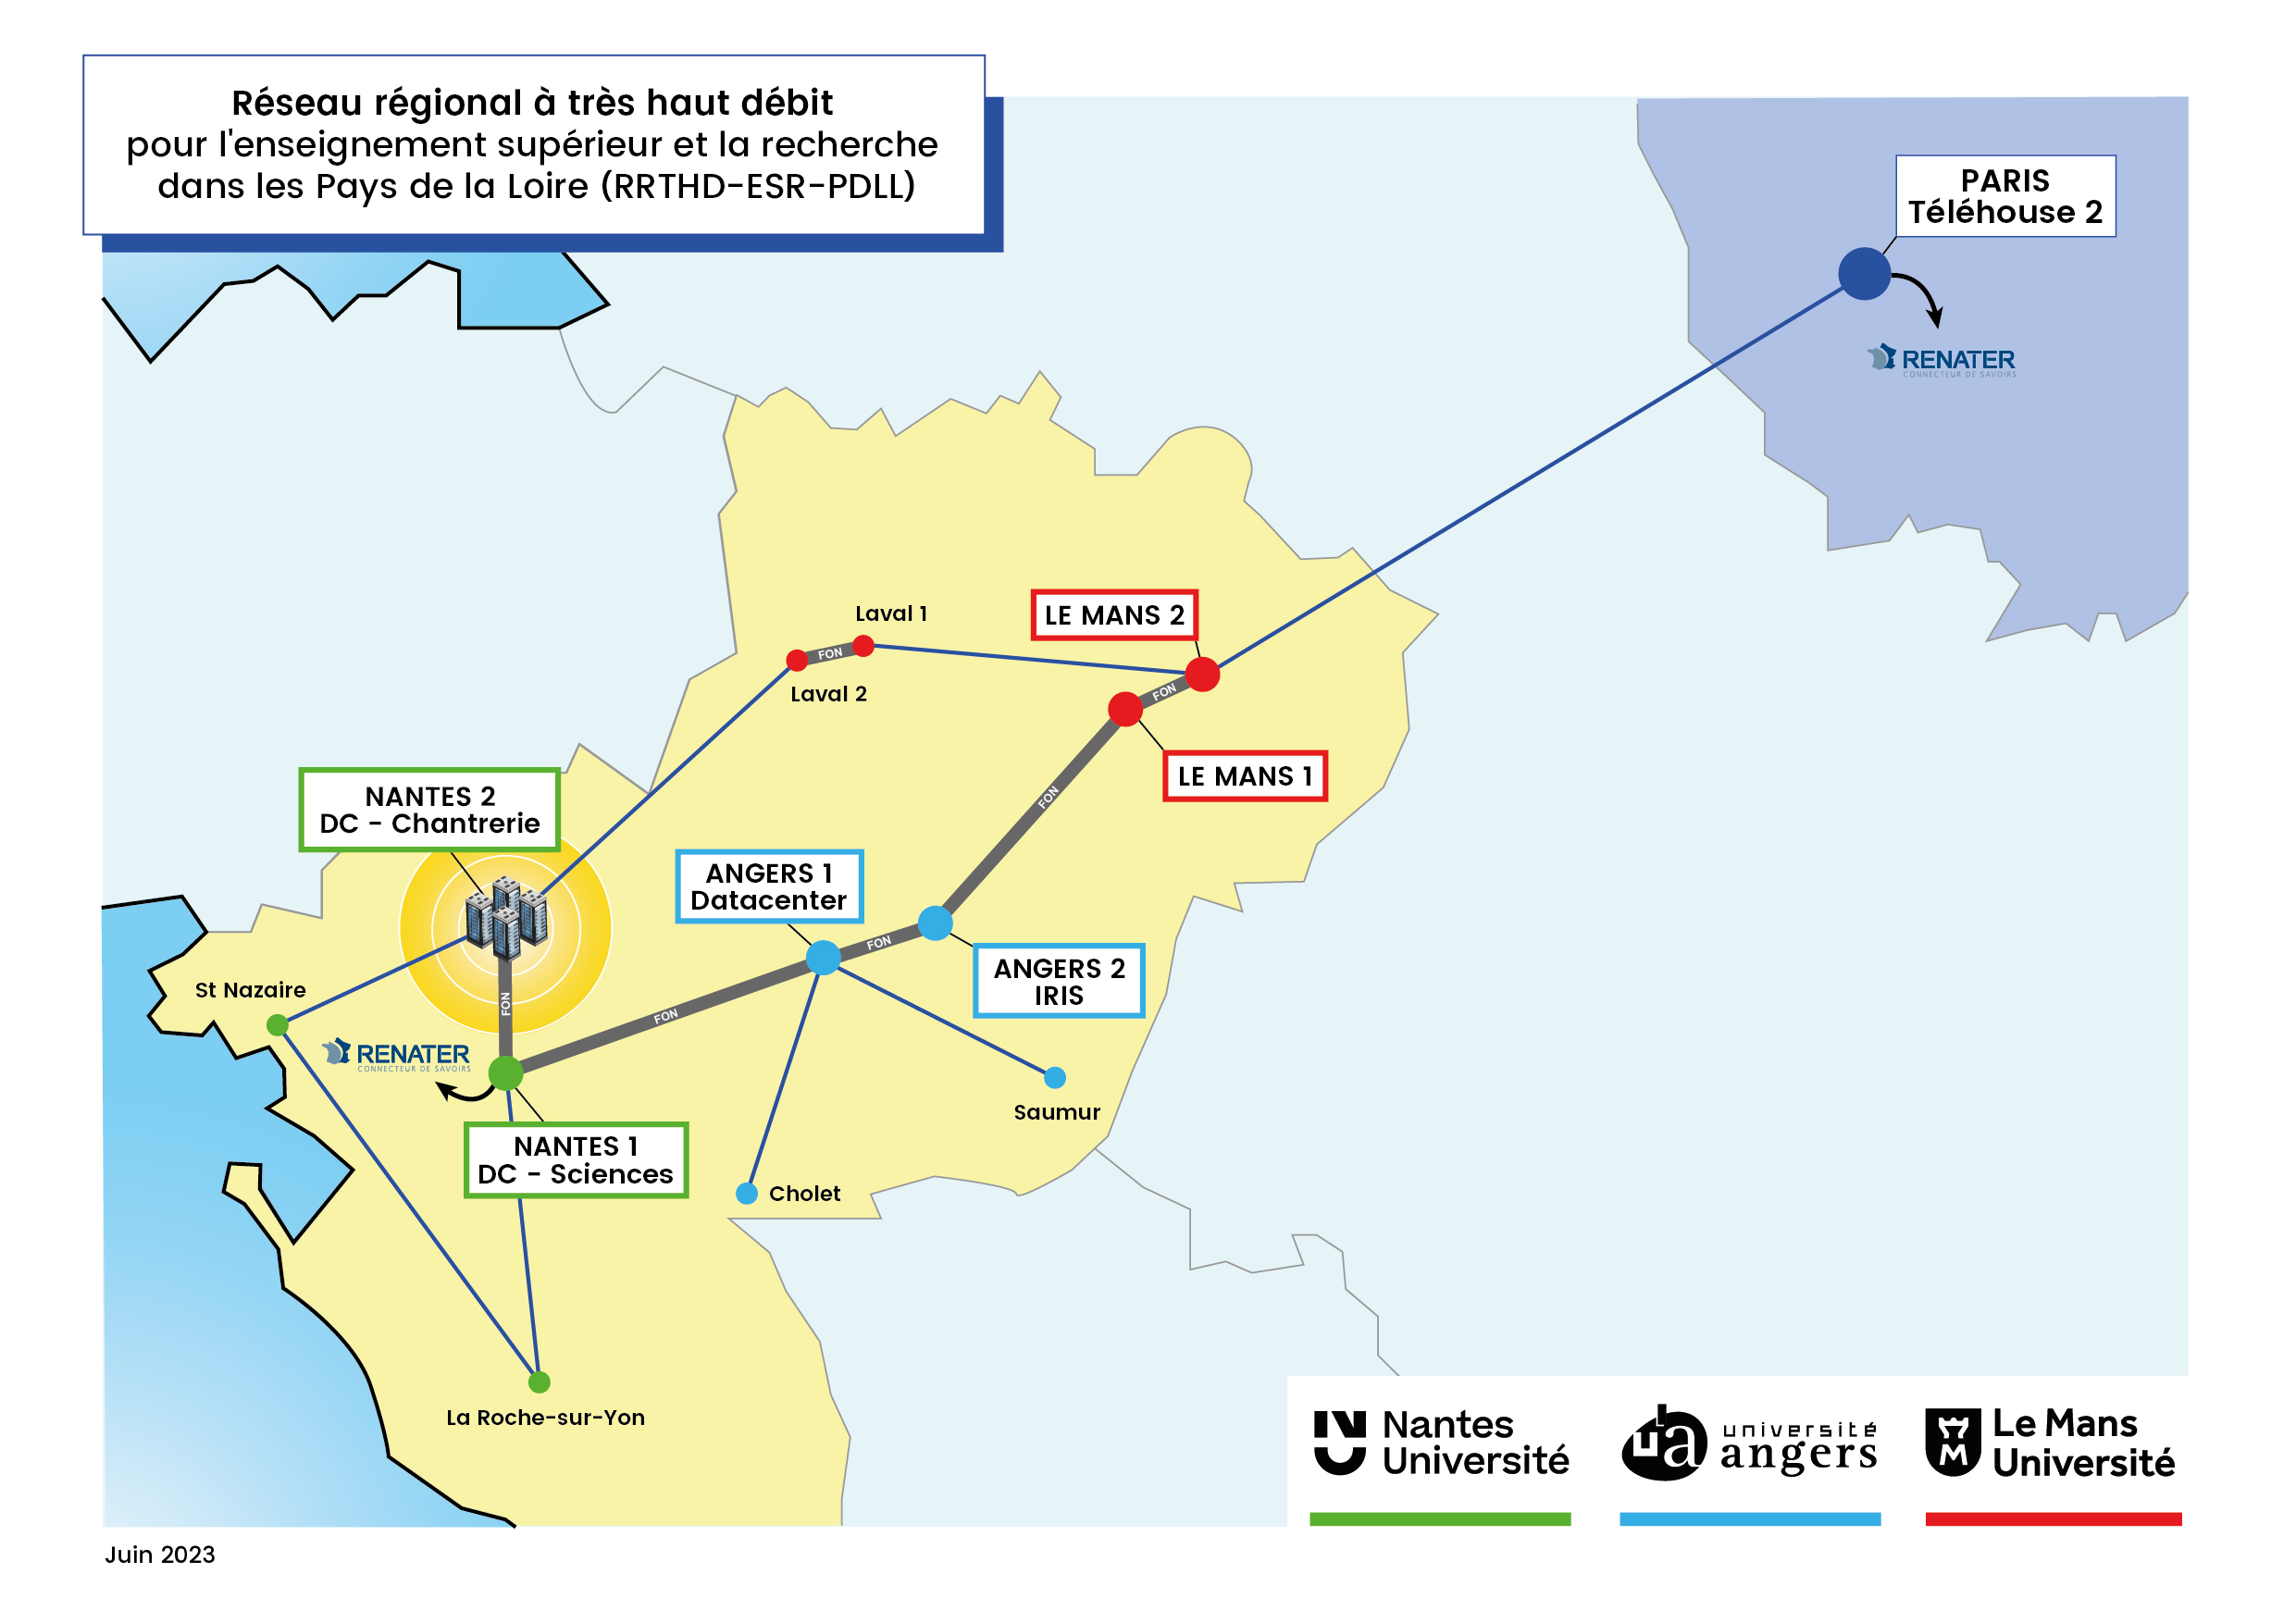 Réseau régional à très haut débit
pour l'enseignement supérieur et la recherche
dans les Pays de la Loire (RRTHD-ESR-PDLL)
PARIS
Téléhouse 2
RENATER
CONNECTEUR DE SAVOIRS
Laval 1
LE MANS 2
FON
Laval 2
FON
LE MANS 1
FON
NANTES 2
DC - Chantrerie
ANGERS 1
Datacenter
FON
ANGERS 2
IRIS
St Nazaire
FON
FON
RENATER
CONNECTEUR DE SAVOIRS
Saumur
NANTES 1
DC - Sciences
Cholet
La Roche-sur-Yon
Nantes
Université
ua
université
angers
Le Mans
Université
Juin 2023